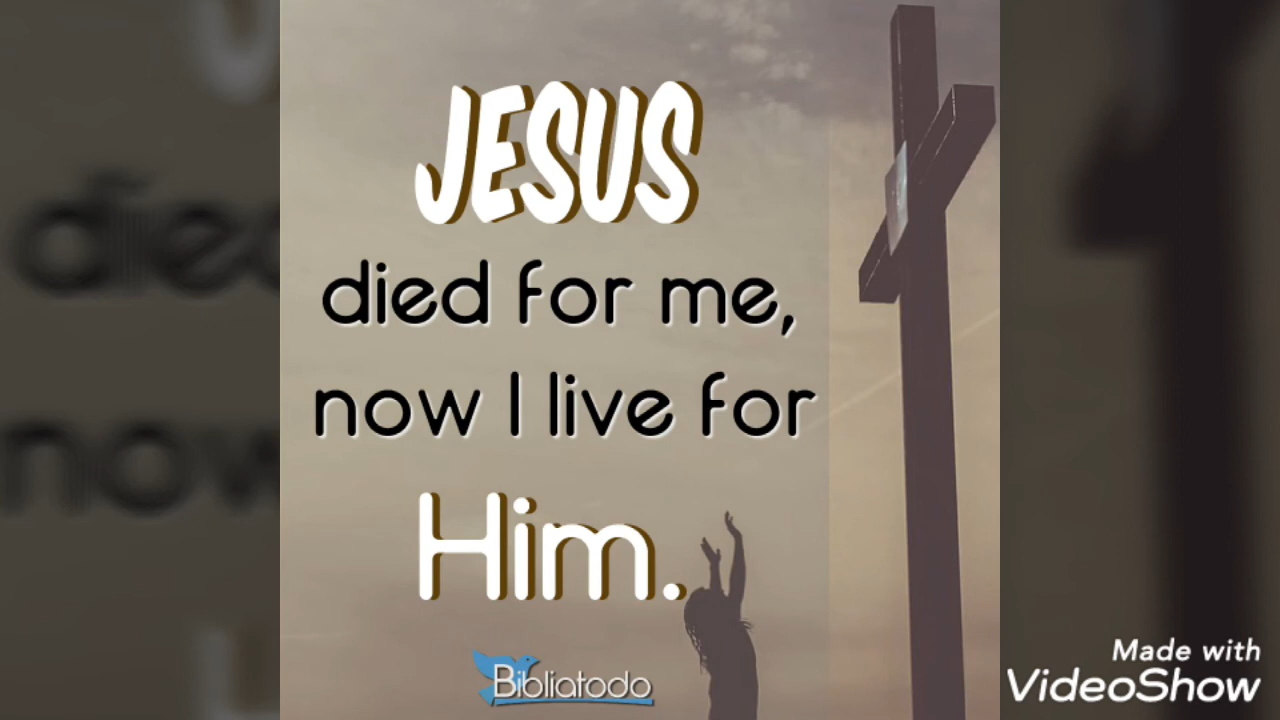 JESUS
died for me,
now I live for
Him.
Bibliatodo
Made with
VideoShow